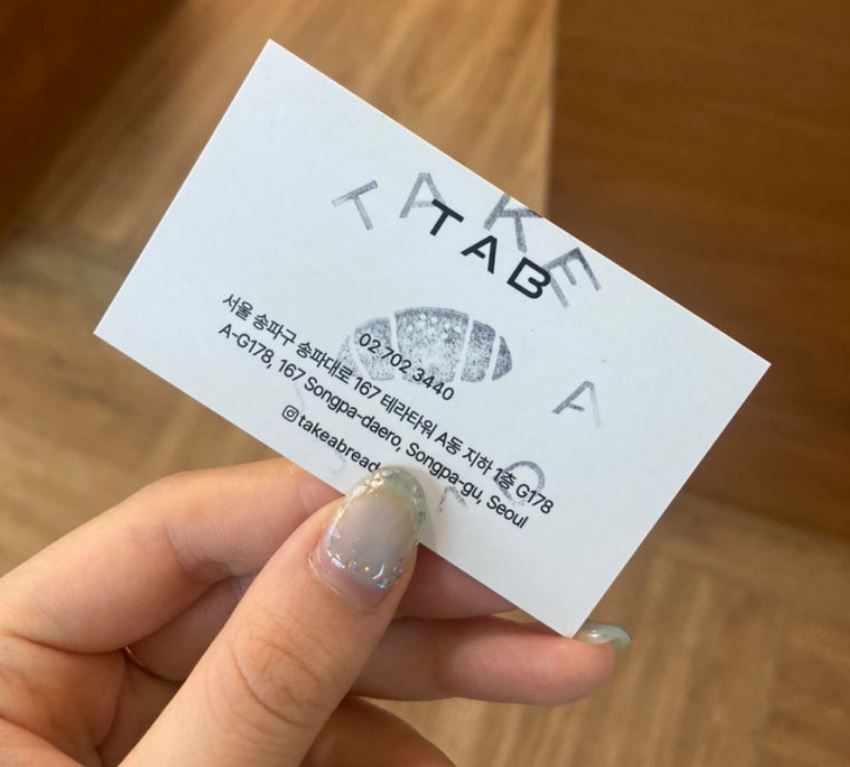 TAKE A
TAB
02.702.3440
서울 송파구 송파대로 167 테라타워 A동 지하 1층 G178
A-G178, 167 Songpa-daero, Songpa-gu, Seoul
takeabread